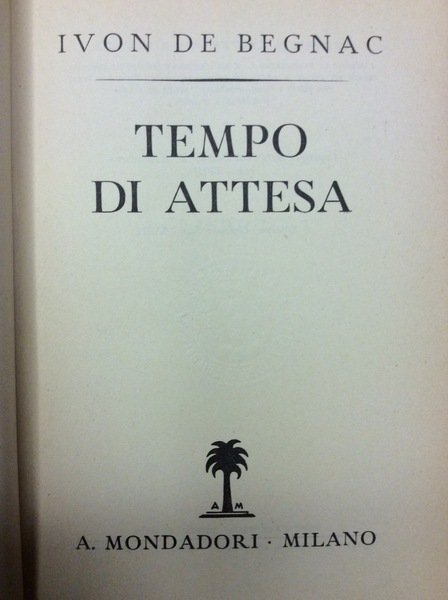 IVON DE BEGNAC
TEMPO
DI ATTESA
A M
A. MONDADORI · MILANO